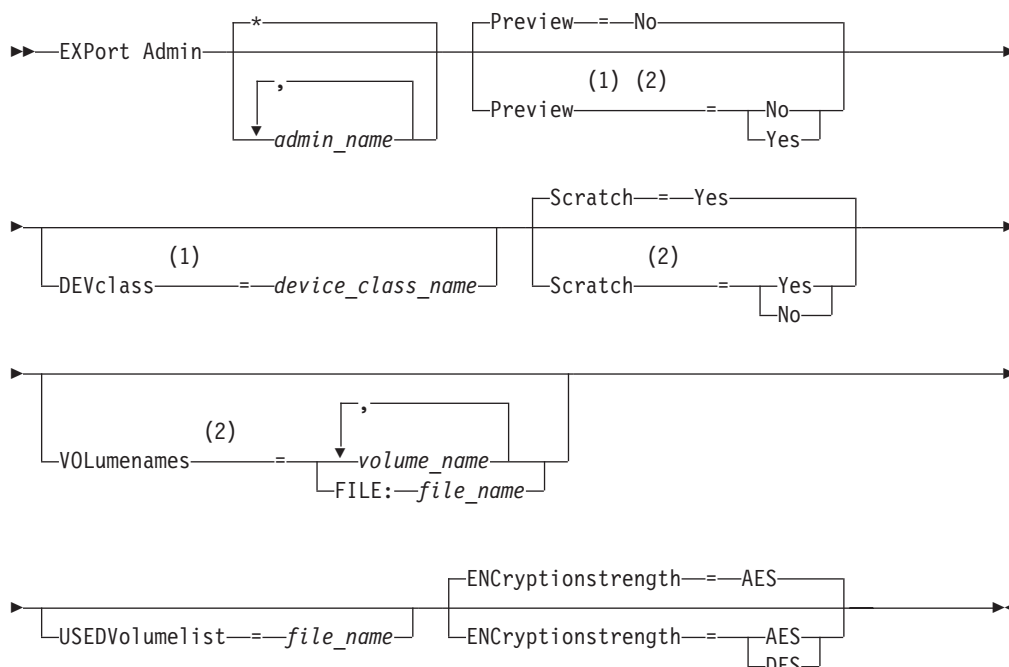 *
Preview = No
EXPort Admin
,
admin_name
(1) (2)
Preview = No
Yes
Scratch = Yes
(1)
DEVclass = device_class_name
(2)
Scratch = Yes
No
,
(2)
VOLumenames = volume_name
FILE: file_name
ENCryptionstrength = AES
USEDVolumelist = file_name
ENCryptionstrength = AES
DES